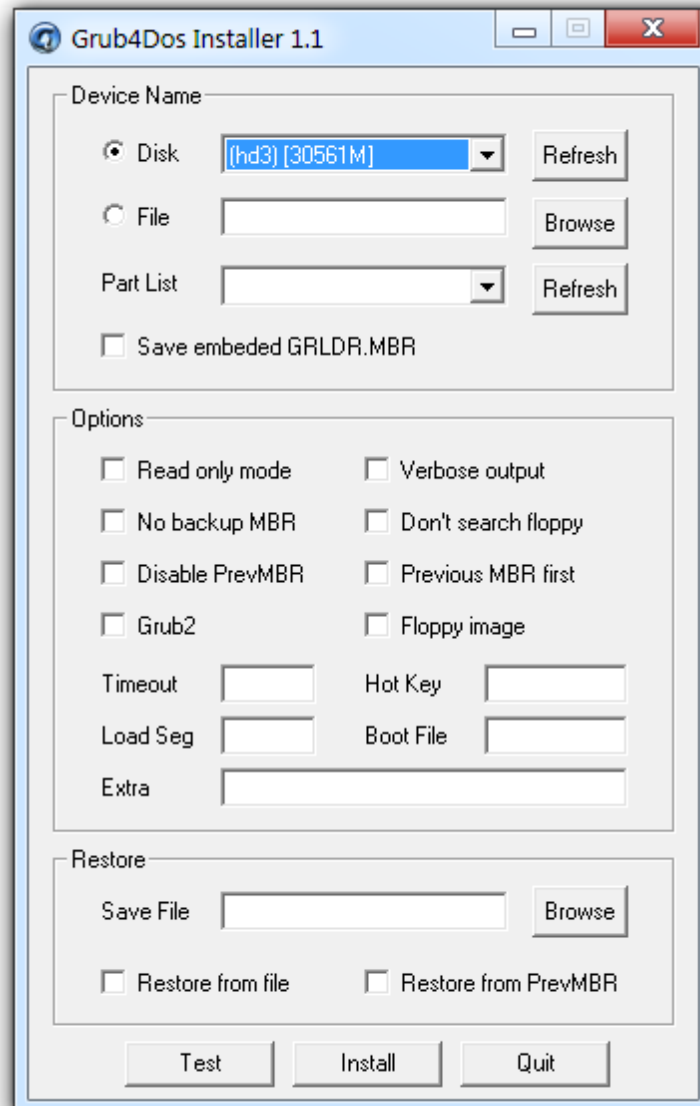 Grub4Dos Installer 1.1
Device Name
Disk (hd3) [30561M] Refresh
File Browse
Part List Refresh
Save embeded GRLDR.MBR
Options
Read only mode Verbose output
No backup MBR Don't search floppy
Disable PrevMBR Previous MBR first
Grub2 Floppy image
Timeout Hot Key
Load Seg Boot File
Extra
Restore
Save File Browse
Restore from file Restore from PrevMBR
Test Install Quit